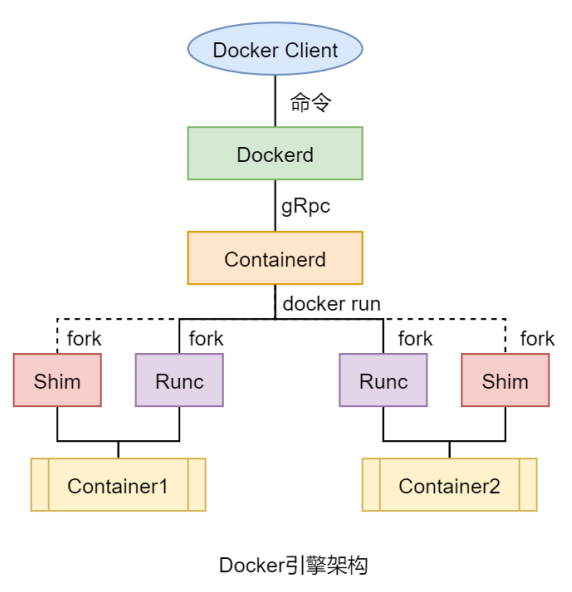 Docker Client
命令
Dockerd
gRpc
Containerd
docker run
fork
fork
fork
fork
Shim
Runc
Runc
Shim
Container1
Container2
Docker引擎架构